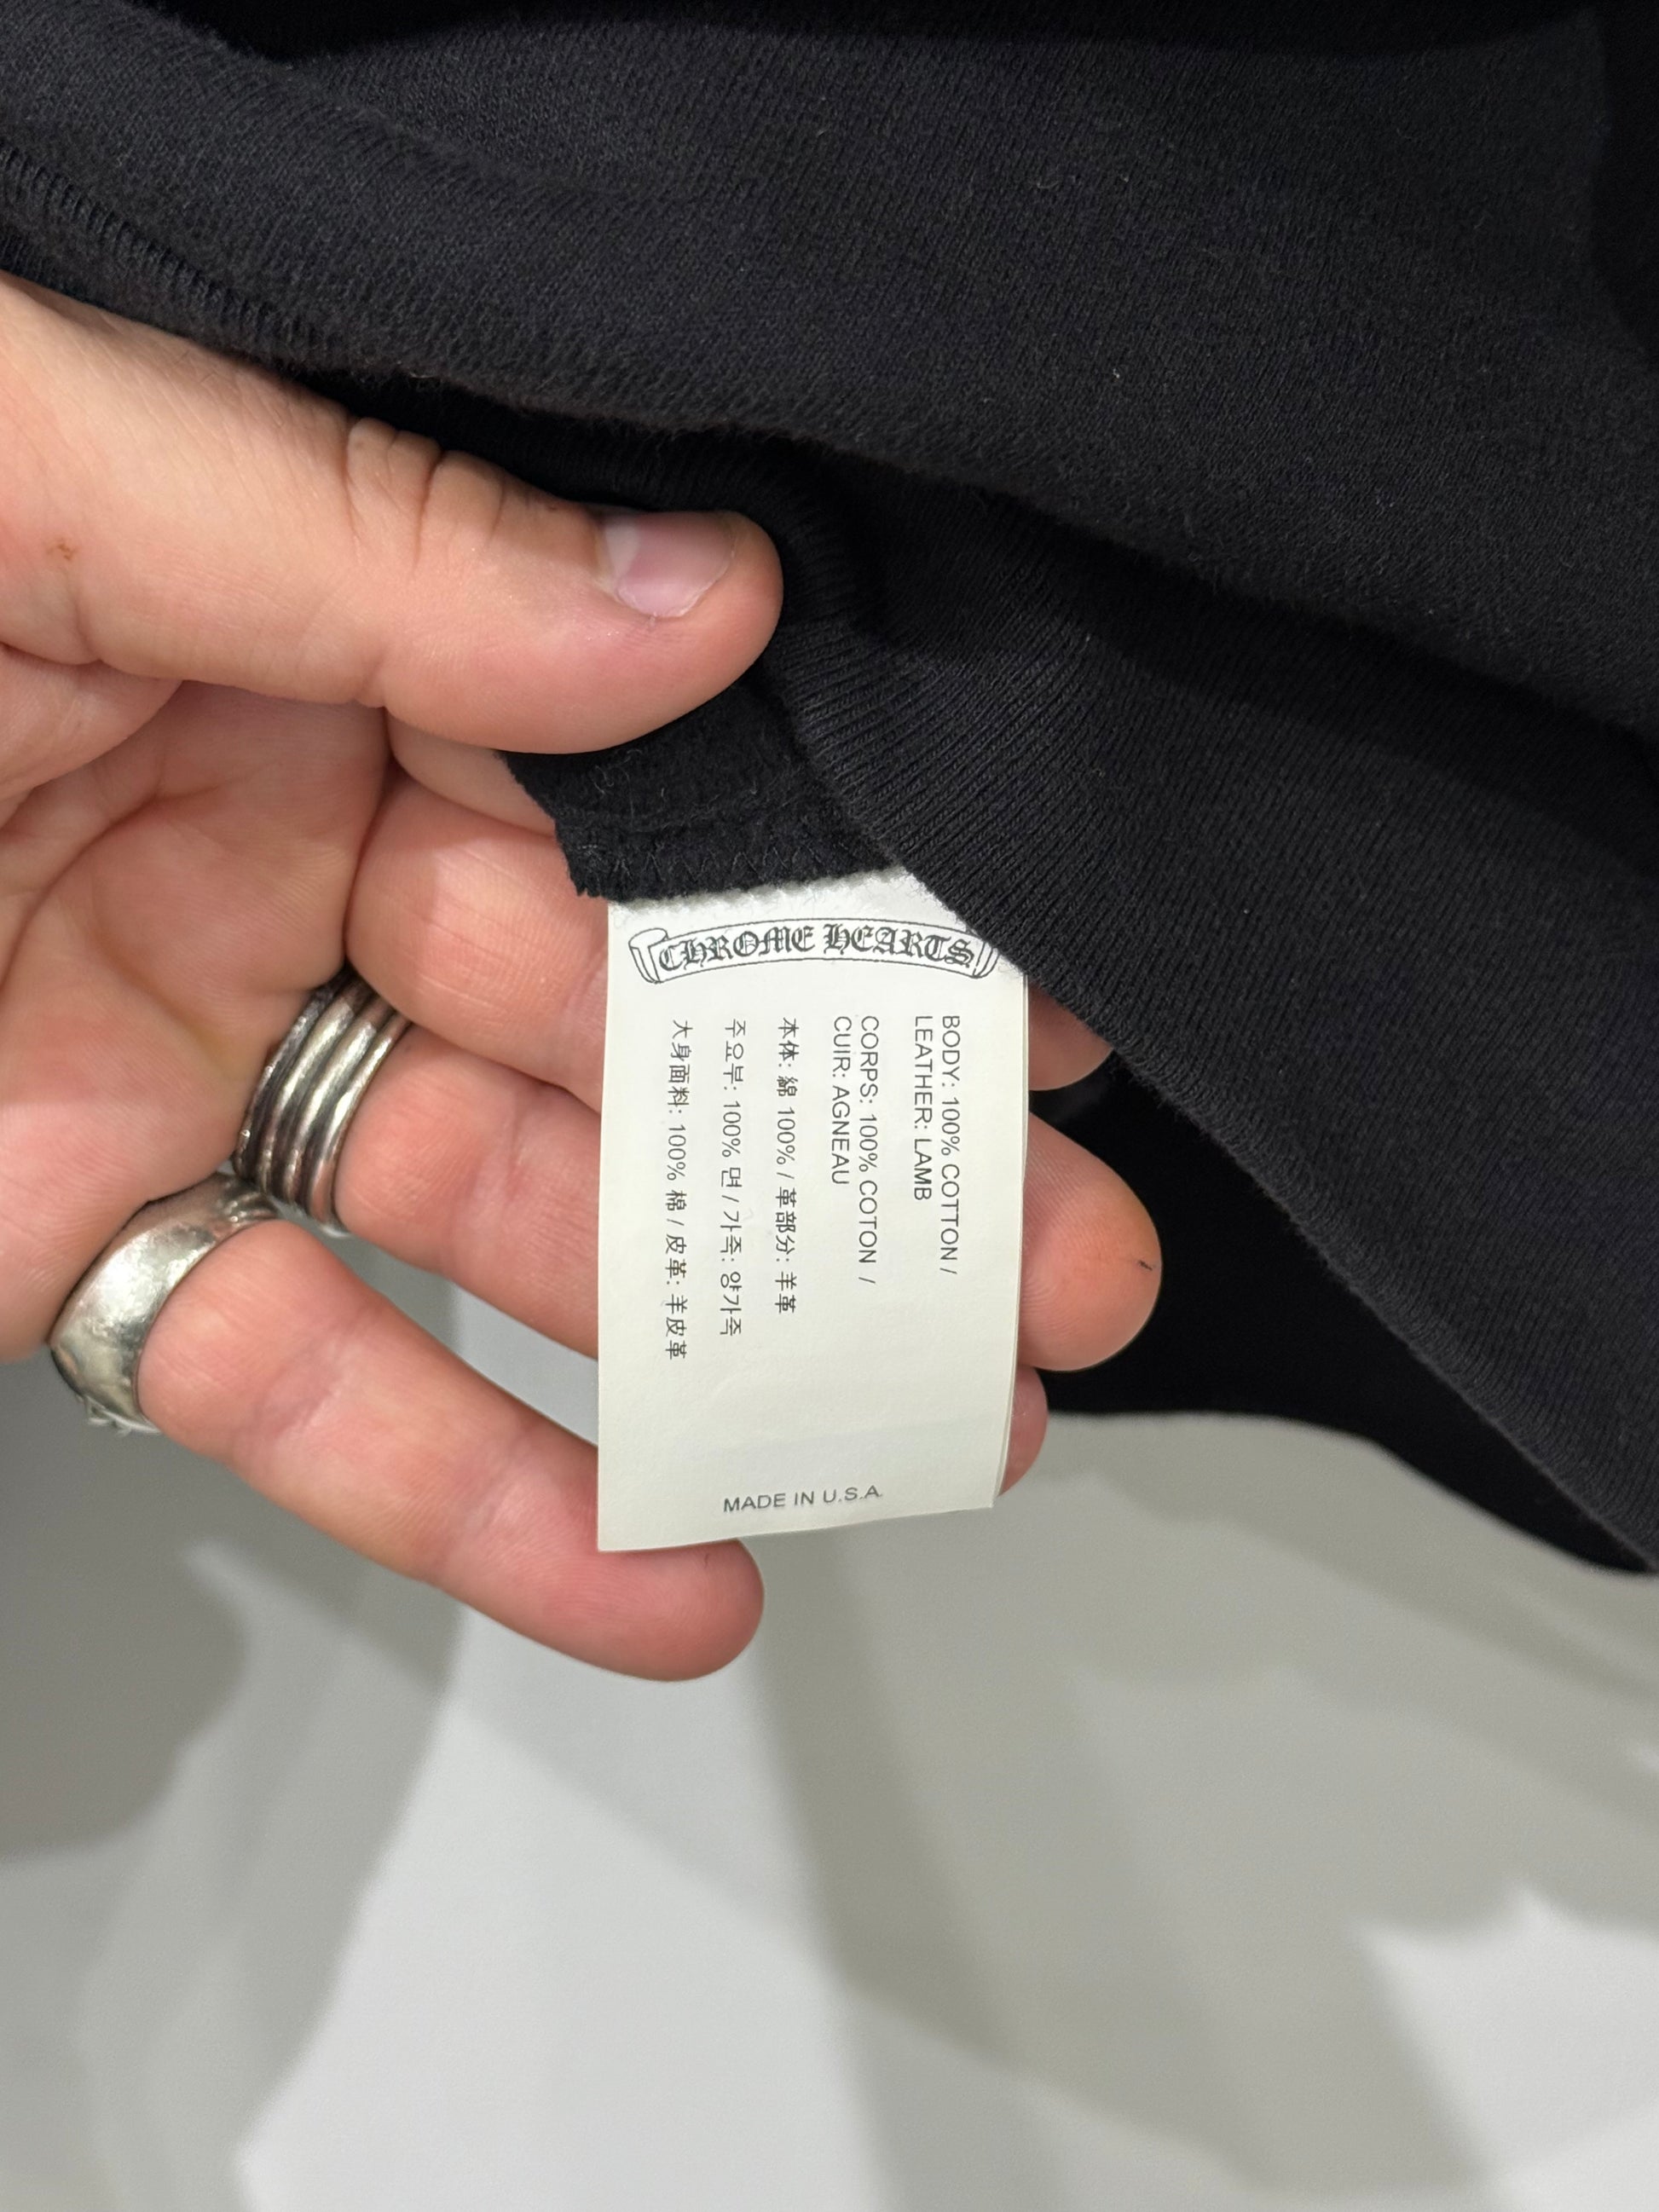 CHROME HEARTS
BODY: 100% COTTON /
LEATHER: LAMB
CORPS: 100% COTON /
CUIR: AGNEAU
本体: 綿 100% / 革部分: 羊革
주요부: 100% 면 / 가죽: 양가죽
大身面料: 100% 棉 / 皮革: 羊皮革
MADE IN U.S.A.